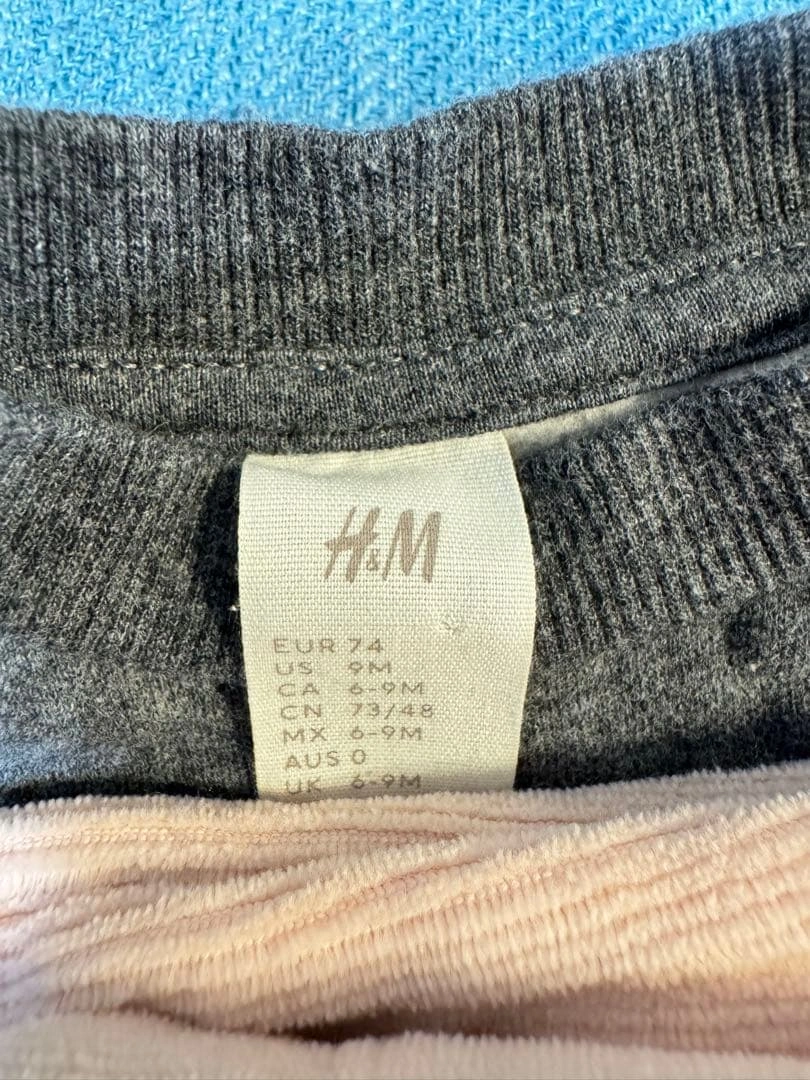 H&M
EUR 74
US 9M
CA 6-9M
CN 73/48
MX 6-9M
AUS 0
UK 6-9M